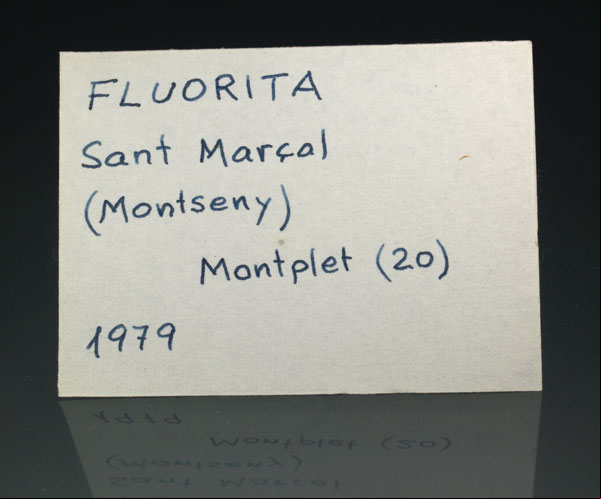 FLUORITA
Sant Marçal
(Montseny)
Montplet (20)
1979